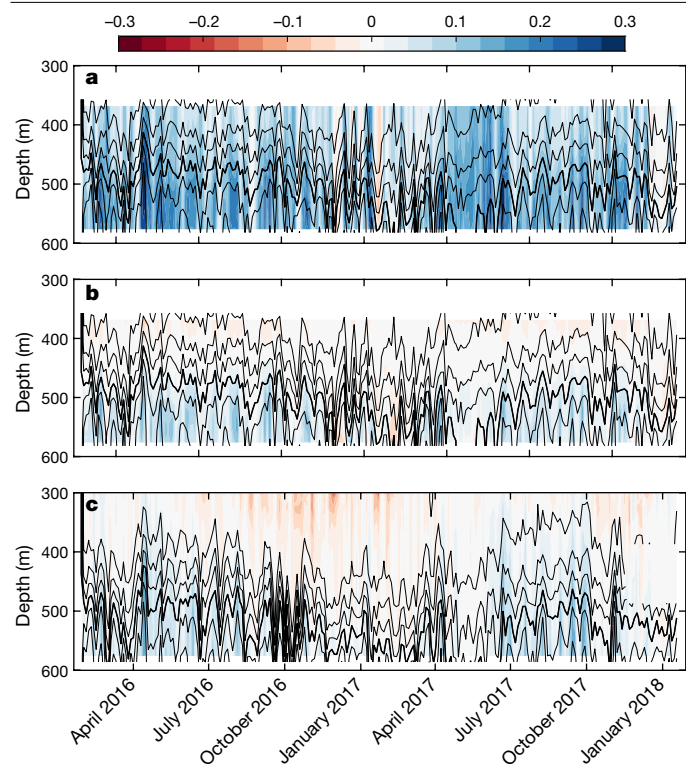 −0.3 −0.2 −0.1 0 0.1 0.2 0.3
a
300
400
500
600
Depth (m)
b
300
400
500
600
Depth (m)
c
300
400
500
600
Depth (m)
April 2016
July 2016
October 2016
January 2017
April 2017
July 2017
October 2017
January 2018